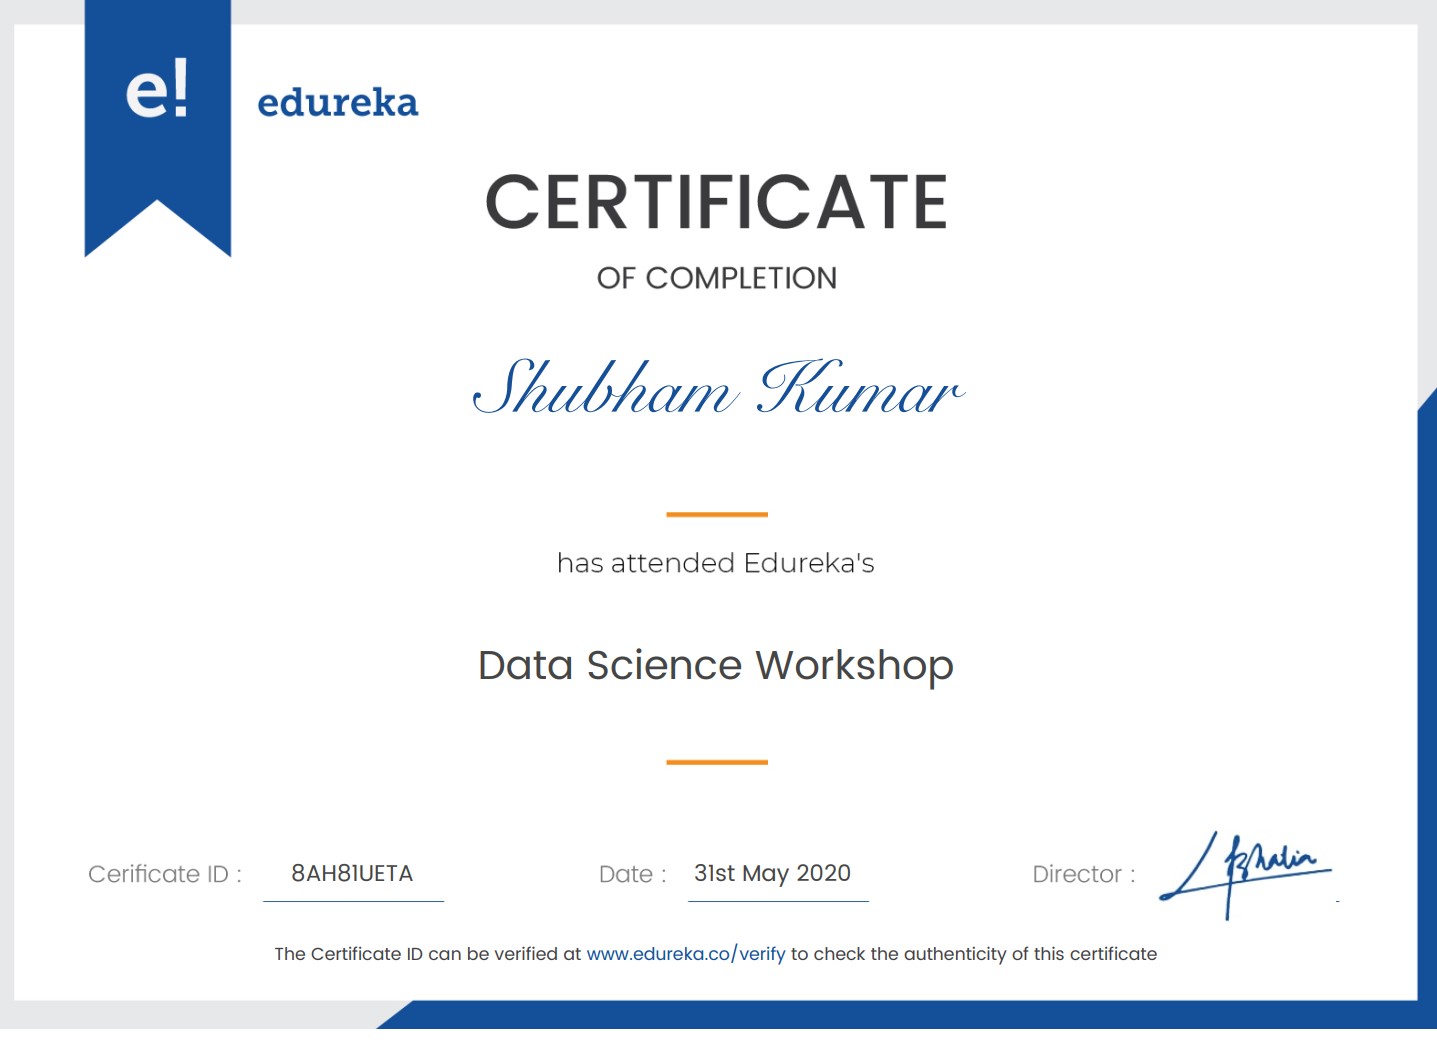 e!
edureka
CERTIFICATE
OF COMPLETION
Shubham Kumar
has attended Edureka's
Data Science Workshop
Cerificate ID : 8AH81UETA Date : 31st May 2020 Director :
The Certificate ID can be verified at www.edureka.co/verify to check the authenticity of this certificate